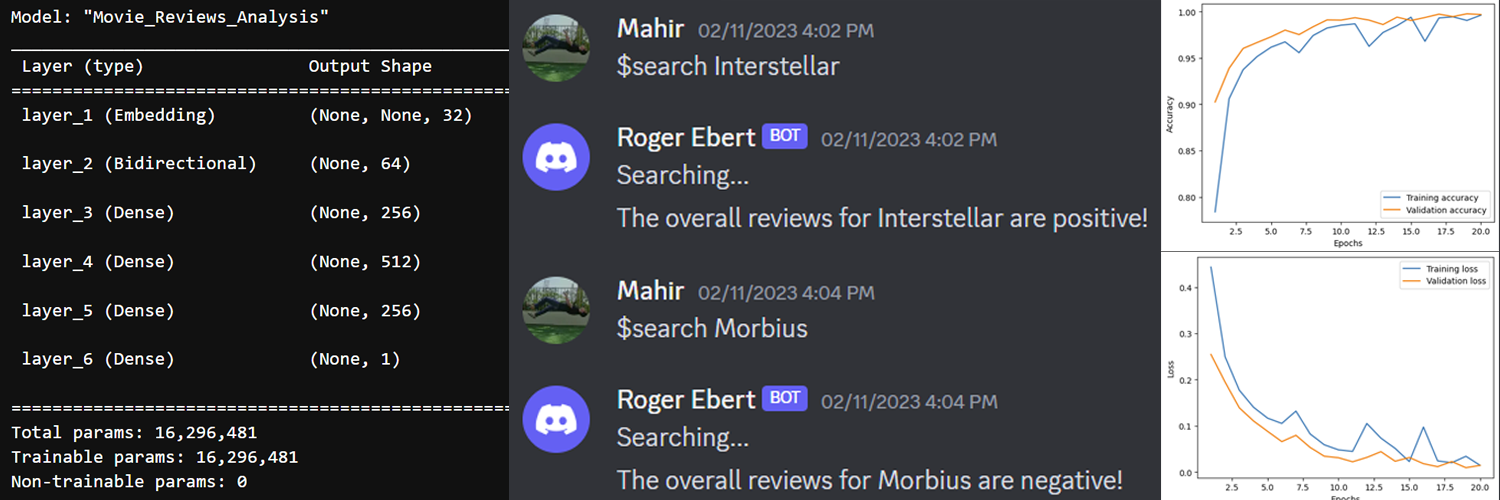 Model: "Movie_Reviews_Analysis"
Layer (type) Output Shape
layer_1 (Embedding) (None, None, 32)
layer_2 (Bidirectional) (None, 64)
layer_3 (Dense) (None, 256)
layer_4 (Dense) (None, 512)
layer_5 (Dense) (None, 256)
layer_6 (Dense) (None, 1)
Total params: 16,296,481
Trainable params: 16,296,481
Non-trainable params: 0
Mahir 02/11/2023 4:02 PM
$search Interstellar
Roger Ebert BOT 02/11/2023 4:02 PM
Searching...
The overall reviews for Interstellar are positive!
Mahir 02/11/2023 4:04 PM
$search Morbius
Roger Ebert BOT 02/11/2023 4:04 PM
Searching...
The overall reviews for Morbius are negative!
1.00
0.95
0.90
0.85
0.80
Accuracy
Training accuracy
Validation accuracy
2.5 5.0 7.5 10.0 12.5 15.0 17.5 20.0
Epochs
Training loss
Validation loss
0.4
0.3
0.2
0.1
0.0
Loss
2.5 5.0 7.5 10.0 12.5 15.0 17.5 20.0
Epochs